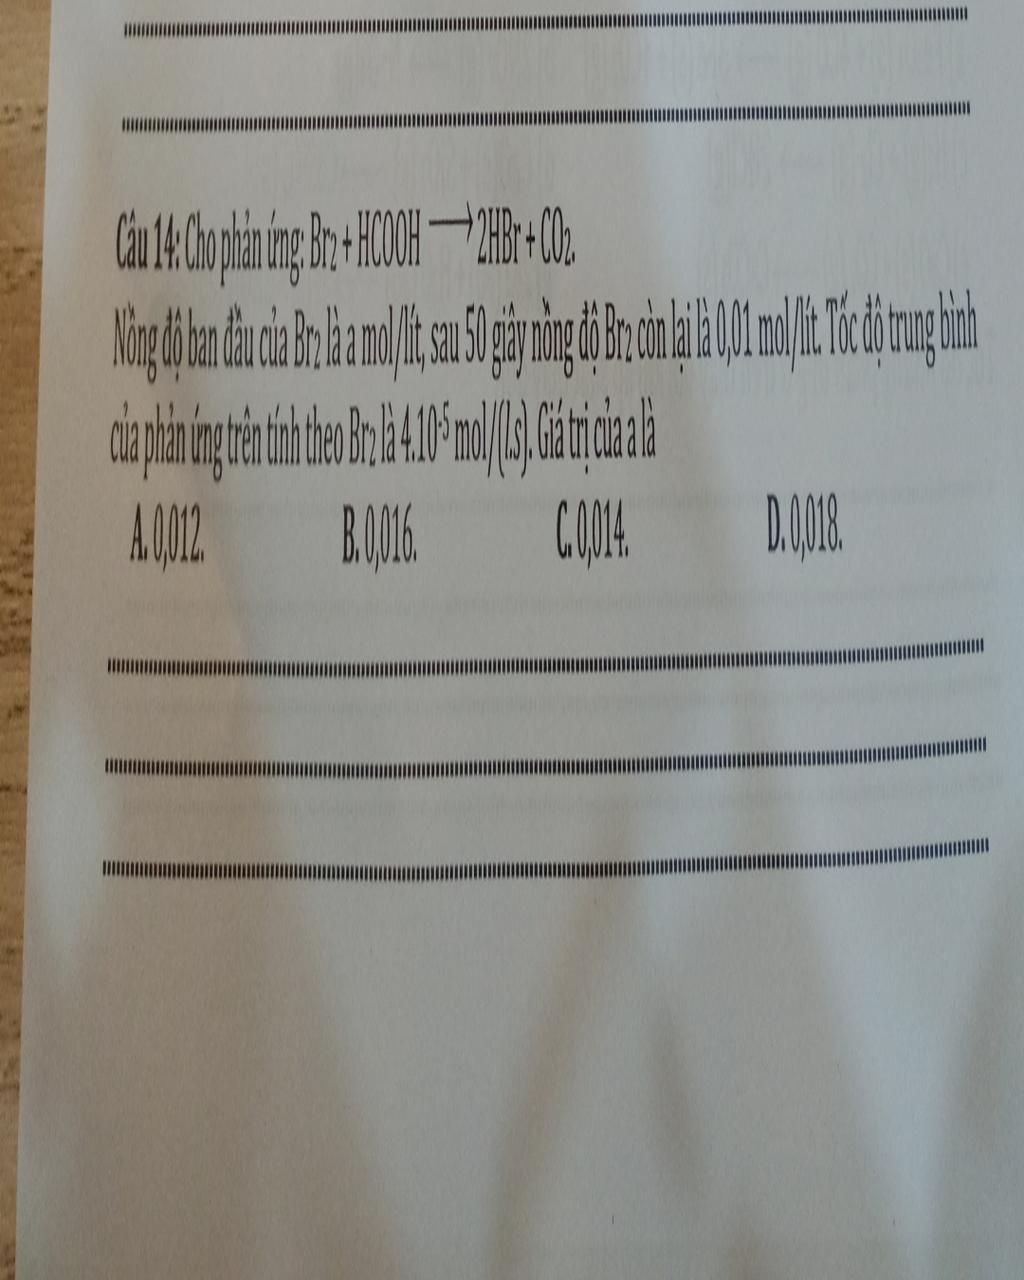 Câu 14: Cho phản ứng: Br₂ + HCOOH ⟶ 2HBr + CO₂.
Nồng độ ban đầu của Br₂ là a mol/lít, sau 50 giây nồng độ Br₂ còn lại là 0,01 mol/lít. Tốc độ trung bình
của phản ứng trên tính theo Br₂ là 4.10⁻⁵ mol/(l.s). Giá trị của a là
A. 0,012. B. 0,016. C. 0,014. D. 0,018.